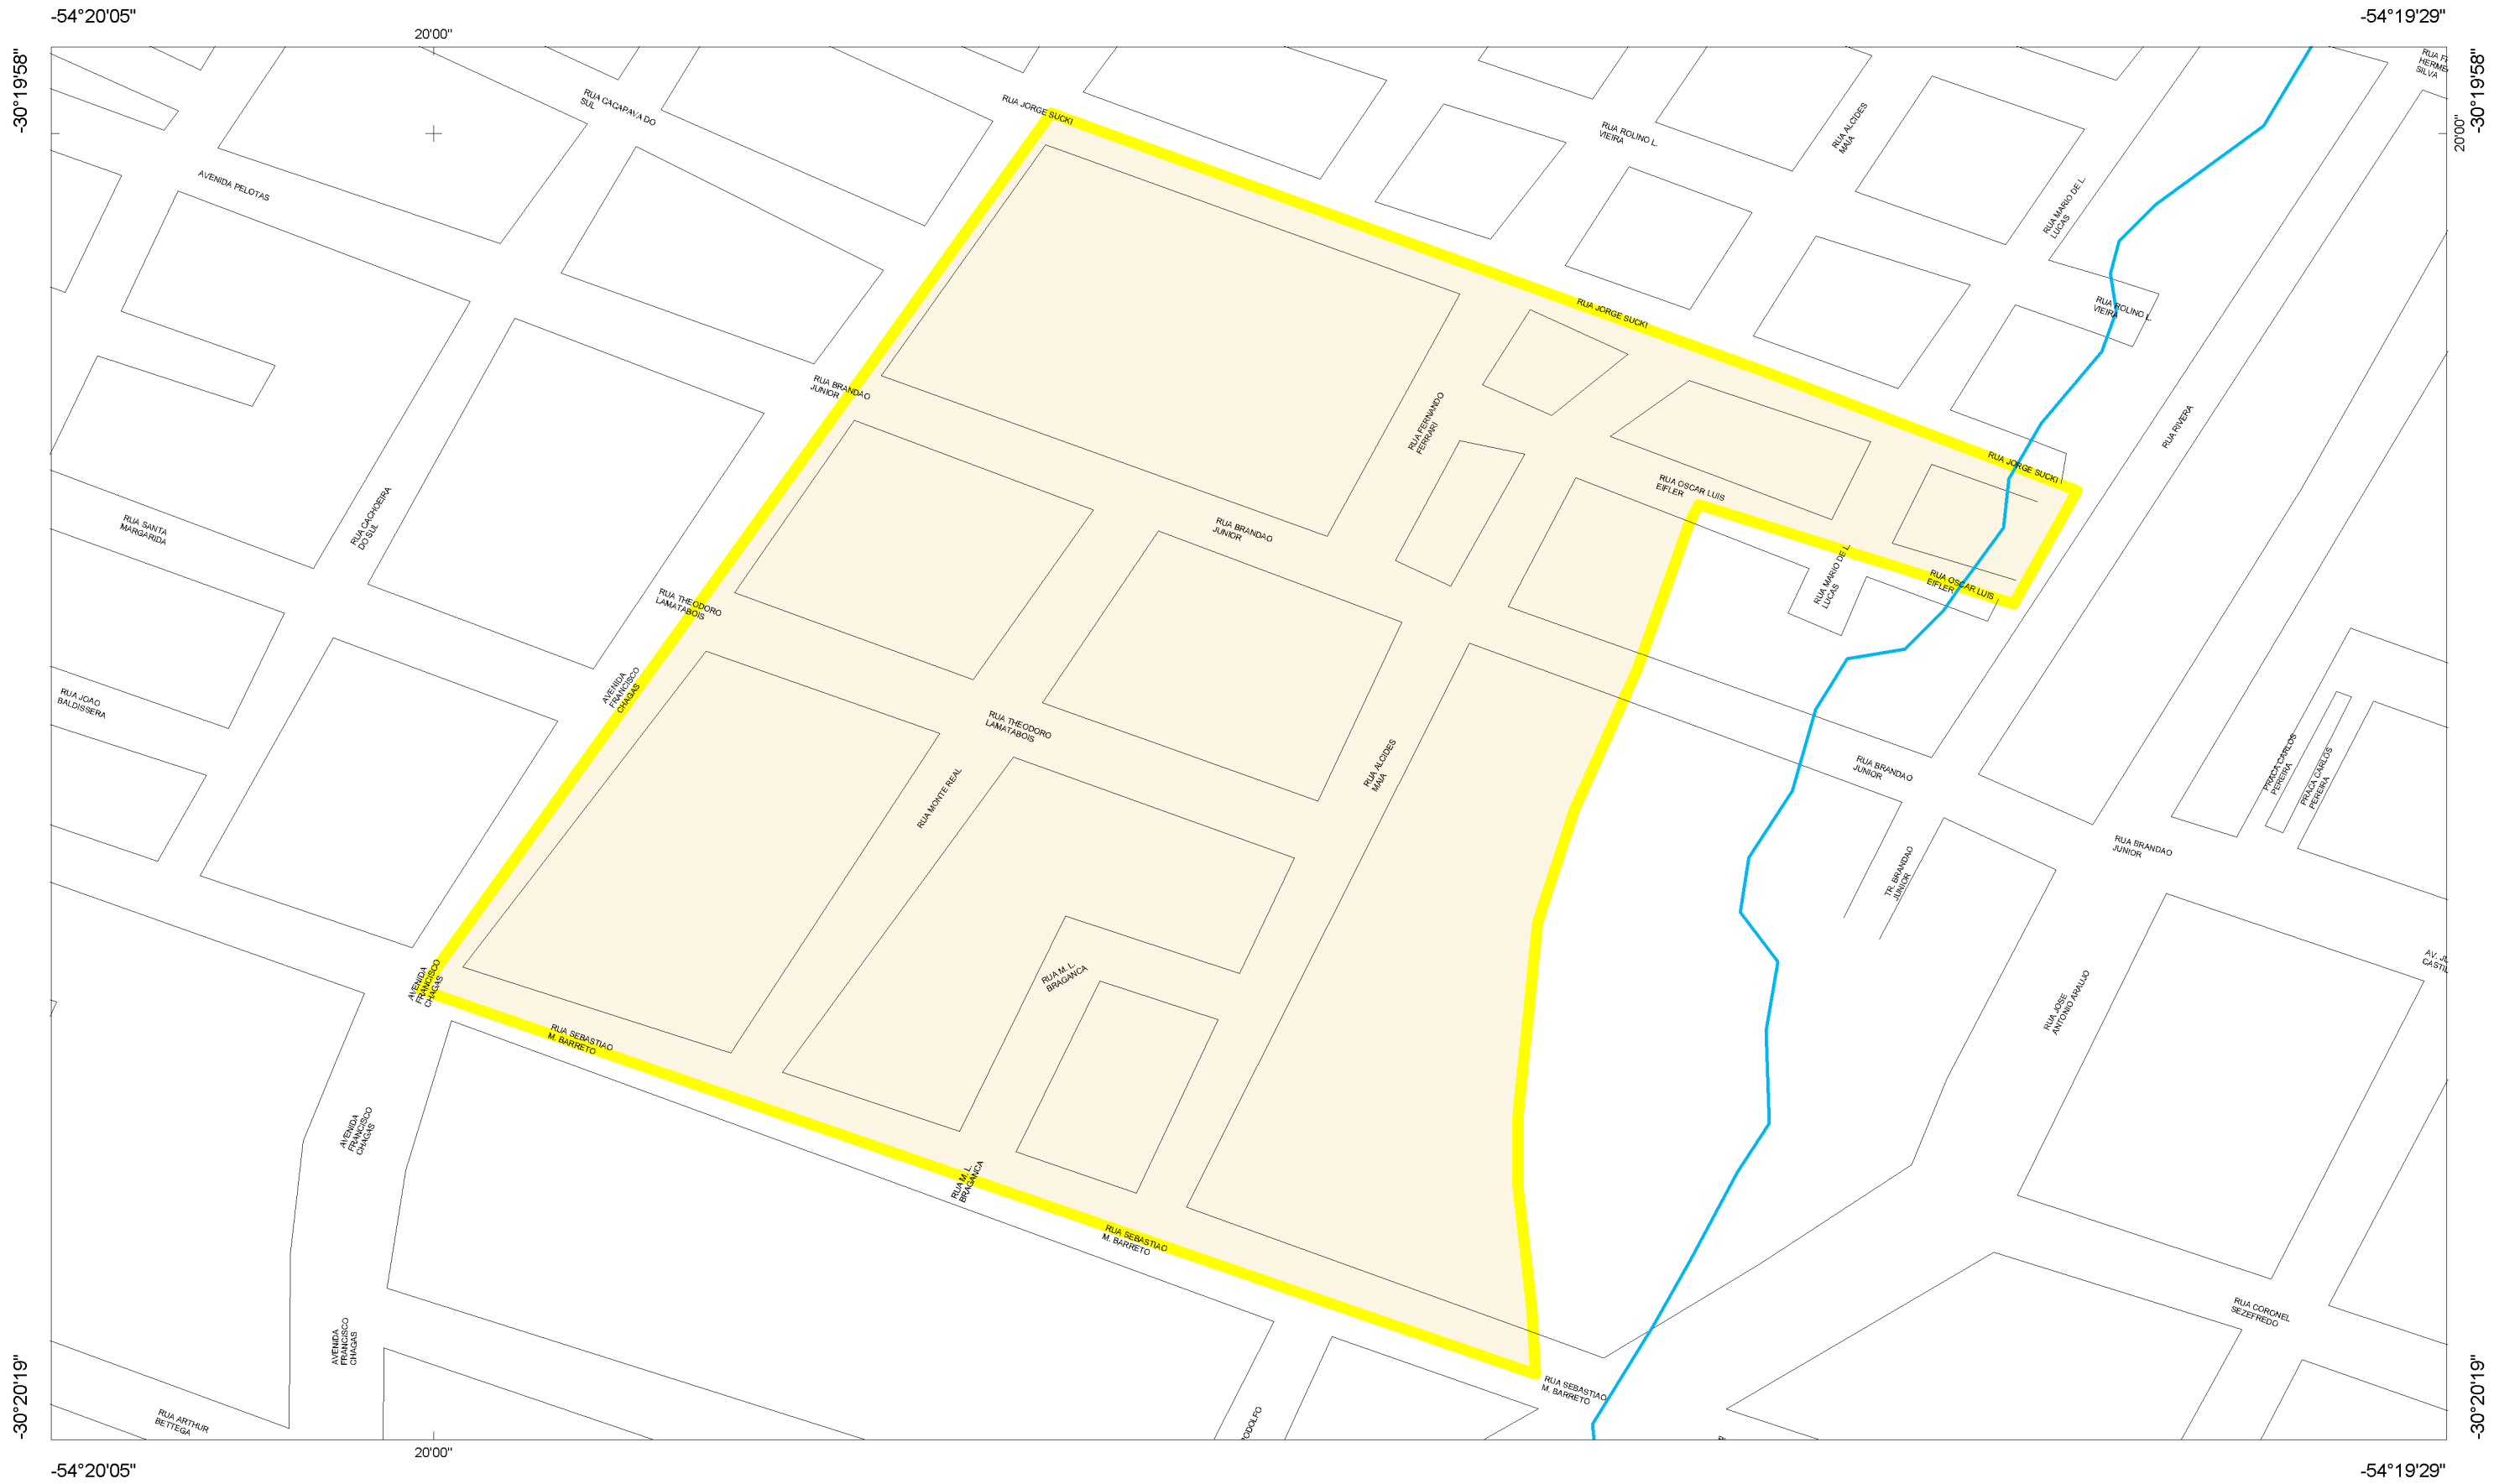 -54°20'05"
-54°19'29"
20'00"
-30°19'58"
-30°19'58"
20'00"
RUA CACAPAVA DO
SUL
RUA JORGE SUCKI
RUA ROLINO L.
VIEIRA
RUA ALCIDES
MAIA
HERME
SILVA
AVENIDA PELOTAS
RUA MARIO DE L.
LUCAS
RUA JORGE SUCKI
RUA ROLINO L.
VIEIRA
RUA BRANDAO
JUNIOR
RUA FERNANDO
FERRARI
RUA RIVERA
RUA JORGE SUCKI
RUA OSCAR LUIS
EIFLER
RUA SANTA
MARGARIDA
RUA CACHOEIRA
DO SUL
RUA BRANDAO
JUNIOR
RUA MARIO DE L.
LUCAS
RUA OSCAR LUIS
EIFLER
RUA THEODORO
LAMATABOIS
AVENIDA
FRANCISCO
CHAGAS
RUA JOAO
BALDISSERA
RUA THEODORO
LAMATABOIS
RUA ALCIDES
MAIA
RUA MONTE REAL
RUA BRANDAO
JUNIOR
PRACA CARLOS
PEREIRA
PRACA CARLOS
PEREIRA
RUA BRANDAO
JUNIOR
TR. BRANDAO
JUNIOR
AVENIDA
FRANCISCO
CHAGAS
RUA M. L.
BRAGANCA
RUA JOSE
ANTONIO ARAUJO
AV. JU
CASTIL
RUA SEBASTIAO
M. BARRETO
AVENIDA
FRANCISCO
CHAGAS
RUA M. L.
BRAGANCA
RUA SEBASTIAO
M. BARRETO
RUA CORONEL
SEZEFREDO
AVENIDA
FRANCISCO
CHAGAS
RUA SEBASTIAO
M. BARRETO
RUA ARTHUR
BETTEGA
ODOLFO
-30°20'19"
-30°20'19"
20'00"
-54°20'05"
-54°19'29"